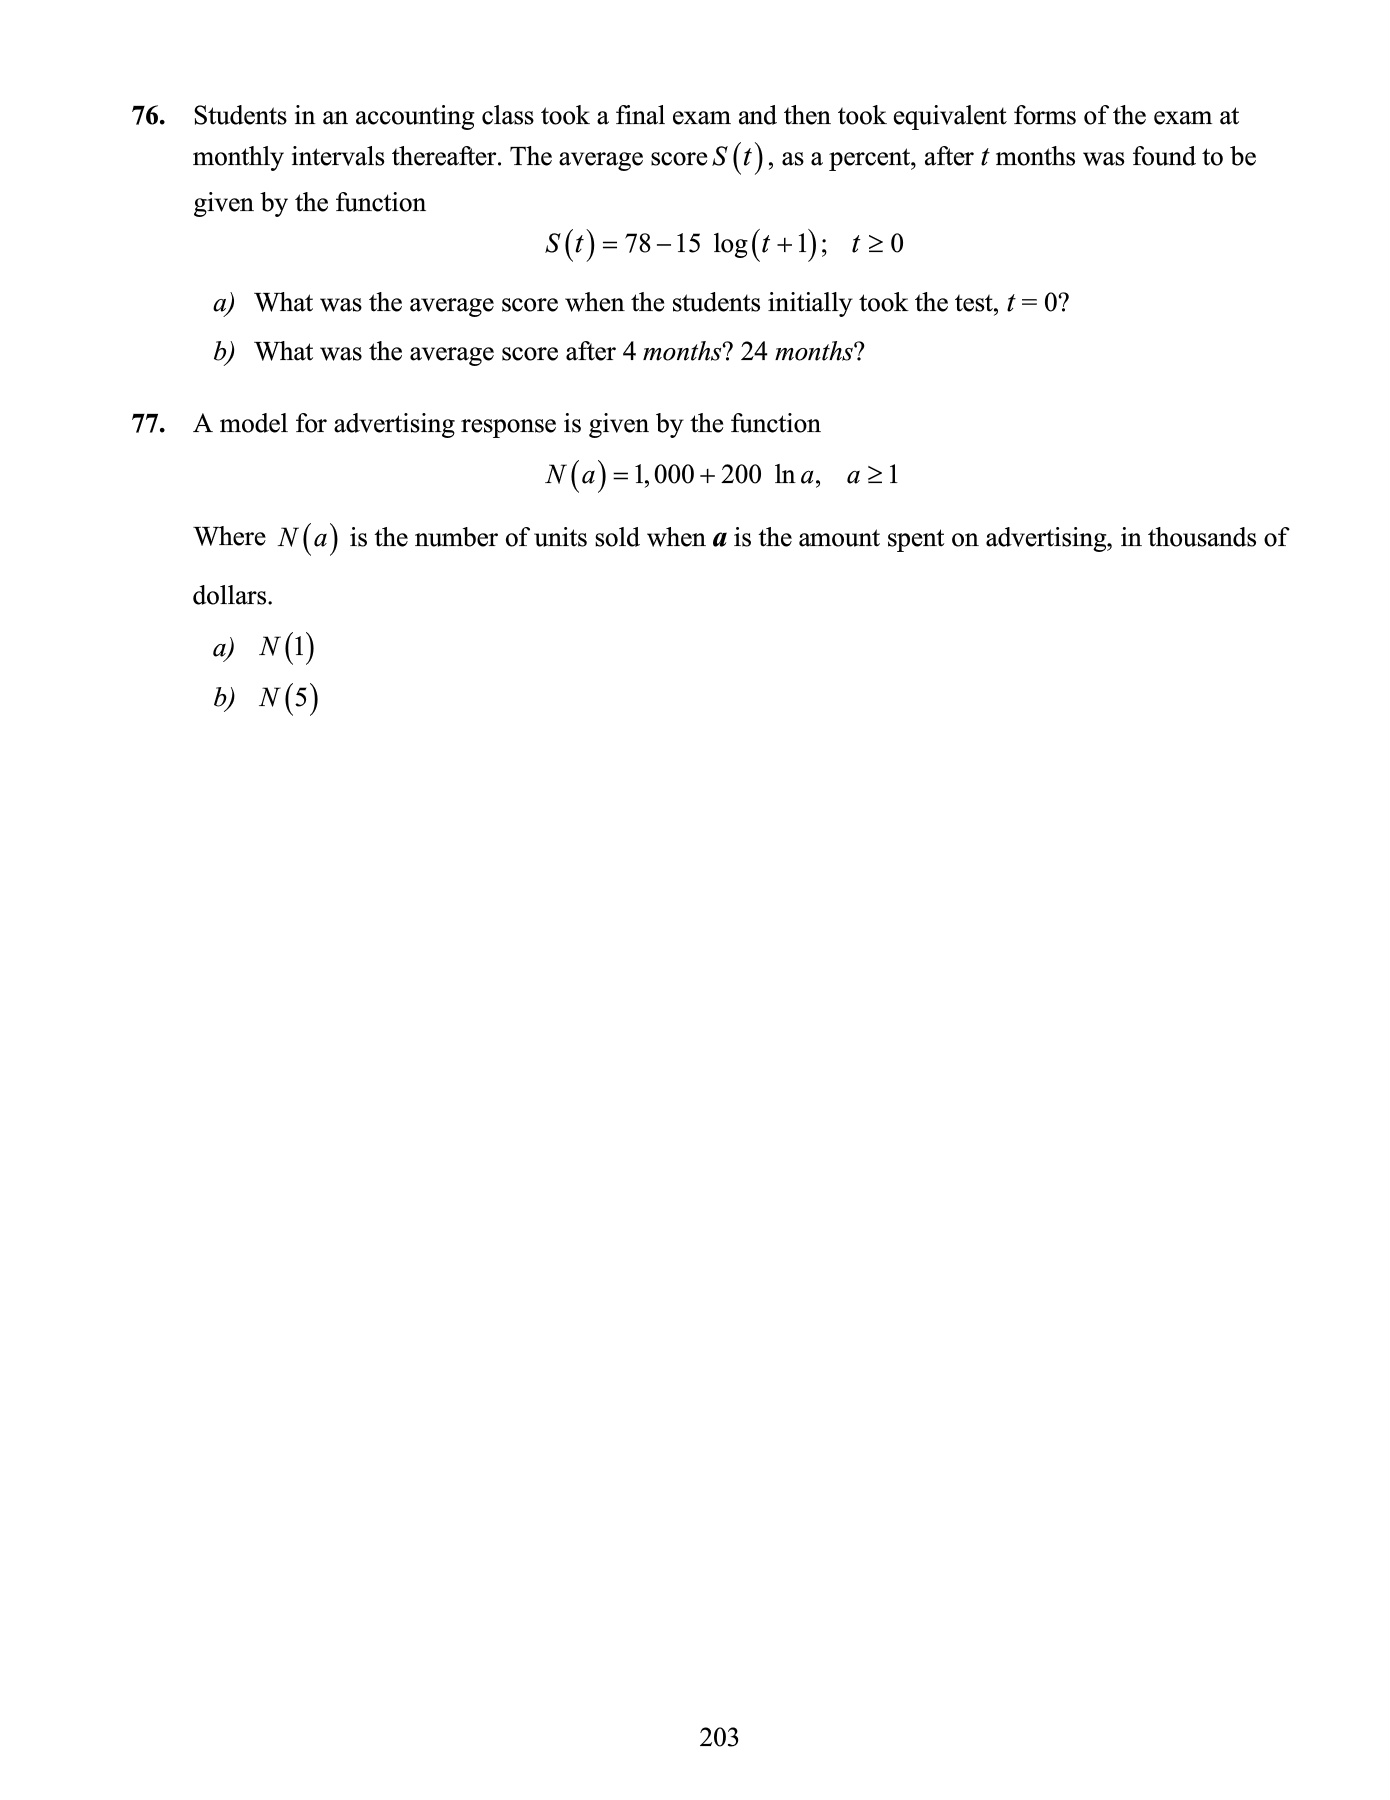 76. Students in an accounting class took a final exam and then took equivalent forms of the exam at
monthly intervals thereafter. The average score S(t), as a percent, after t months was found to be
given by the function
S(t) = 78 − 15 log(t + 1); t ≥ 0
a) What was the average score when the students initially took the test, t = 0?
b) What was the average score after 4 months? 24 months?
77. A model for advertising response is given by the function
N(a) = 1,000 + 200 ln a, a ≥ 1
Where N(a) is the number of units sold when a is the amount spent on advertising, in thousands of
dollars.
a) N(1)
b) N(5)
203